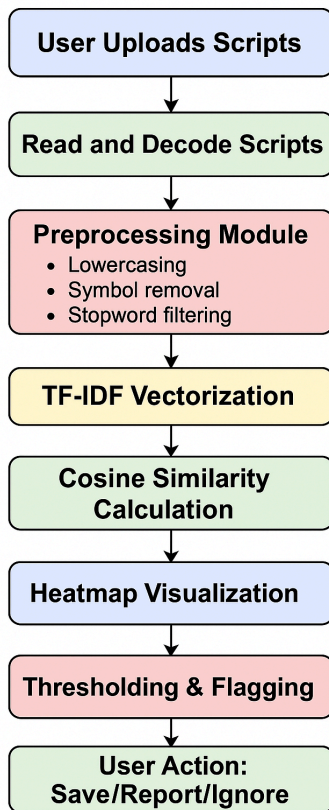 User Uploads Scripts
Read and Decode Scripts
Preprocessing Module
• Lowercasing
• Symbol removal
• Stopword filtering
TF-IDF Vectorization
Cosine Similarity
Calculation
Heatmap Visualization
Thresholding & Flagging
User Action:
Save/Report/Ignore